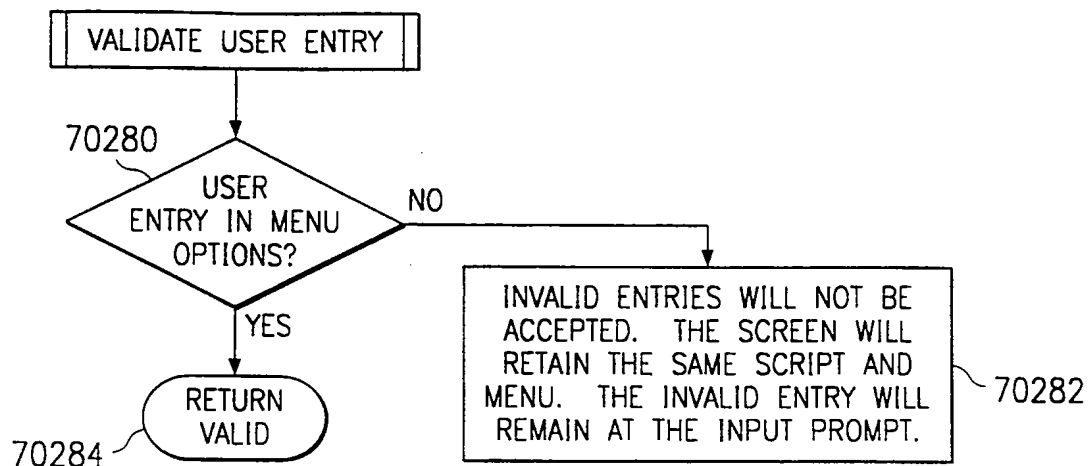 VALIDATE USER ENTRY
70280
USER
ENTRY IN MENU
OPTIONS?
NO
YES
RETURN
VALID
70284
INVALID ENTRIES WILL NOT BE
ACCEPTED. THE SCREEN WILL
RETAIN THE SAME SCRIPT AND
MENU. THE INVALID ENTRY WILL
REMAIN AT THE INPUT PROMPT.
70282